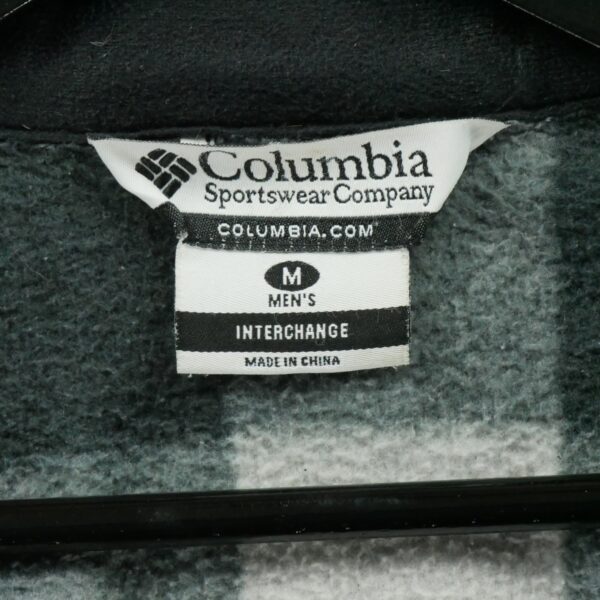 Columbia
Sportswear Company
COLUMBIA.COM
M
MEN'S
INTERCHANGE
MADE IN CHINA